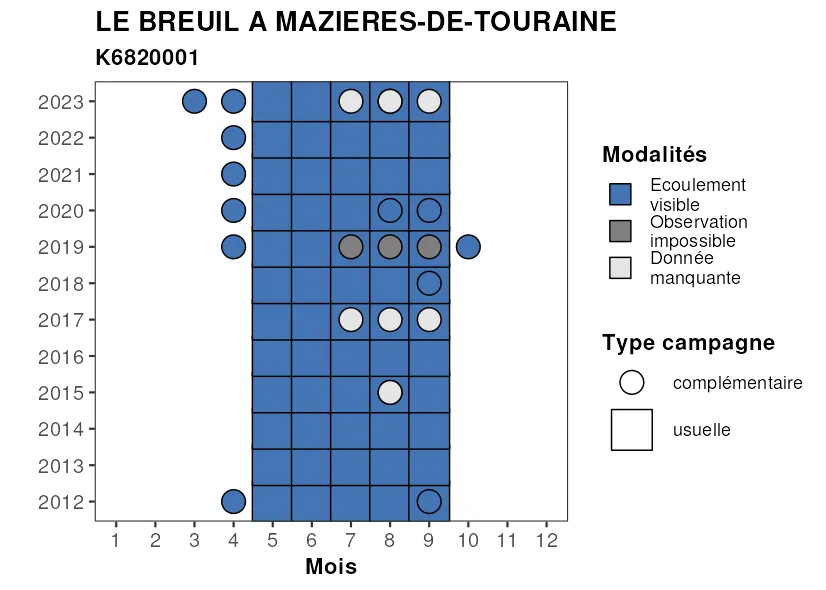 LE BREUIL A MAZIERES-DE-TOURAINE
K6820001
2023
2022
2021
2020
2019
2018
2017
2016
2015
2014
2013
2012
1 2 3 4 5 6 7 8 9 10 11 12
Mois
Modalités
Ecoulement
visible
Observation
impossible
Donnée
manquante
Type campagne
complémentaire
usuelle